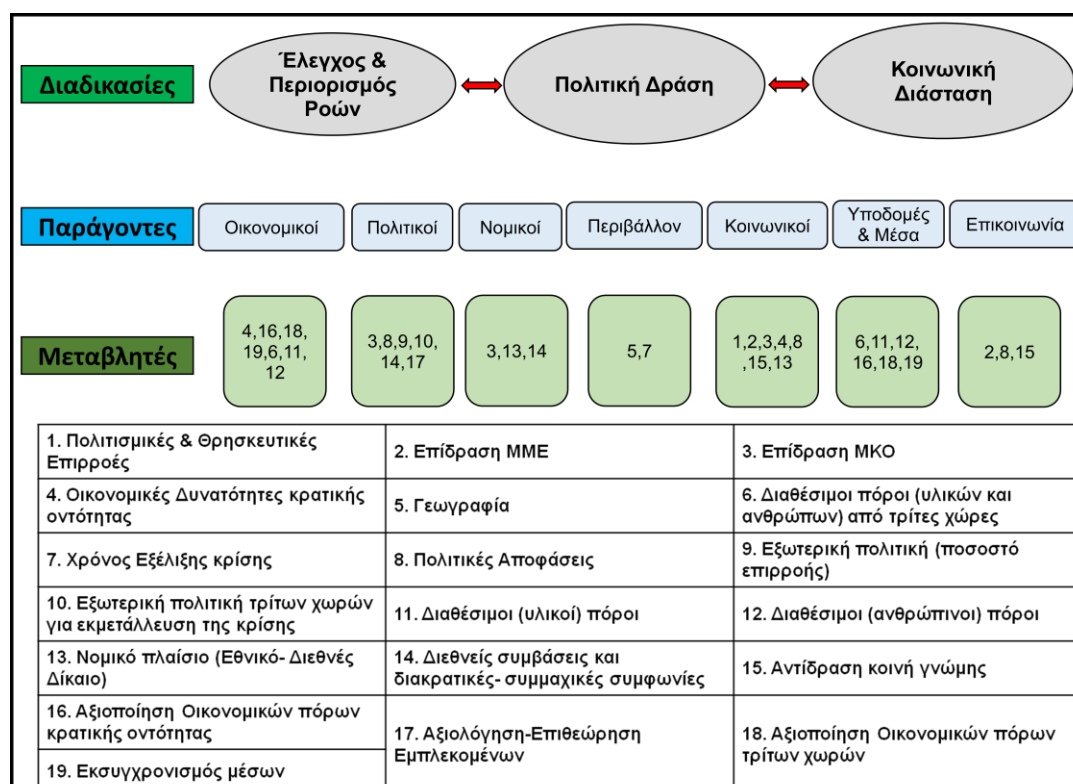 Διαδικασίες
Έλεγχος &
Περιορισμός
Ροών
Πολιτική Δράση
Κοινωνική
Διάσταση
Παράγοντες
Οικονομικοί
Πολιτικοί
Νομικοί
Περιβάλλον
Κοινωνικοί
Υποδομές
& Μέσα
Επικοινωνία
Μεταβλητές
4,16,18,
19,6,11,
12
3,8,9,10,
14,17
3,13,14
5,7
1,2,3,4,8
,15,13
6,11,12,
16,18,19
2,8,15
1. Πολιτισμικές & Θρησκευτικές
Επιρροές
2. Επίδραση ΜΜΕ
3. Επίδραση ΜΚΟ
4. Οικονομικές Δυνατότητες κρατικής
οντότητας
5. Γεωγραφία
6. Διαθέσιμοι πόροι (υλικών και
ανθρώπων) από τρίτες χώρες
7. Χρόνος Εξέλιξης κρίσης
8. Πολιτικές Αποφάσεις
9. Εξωτερική πολιτική (ποσοστό
επιρροής)
10. Εξωτερική πολιτική τρίτων χωρών
για εκμετάλλευση της κρίσης
11. Διαθέσιμοι (υλικοί) πόροι
12. Διαθέσιμοι (ανθρώπινοι) πόροι
13. Νομικό πλαίσιο (Εθνικό- Διεθνές
Δίκαιο)
14. Διεθνείς συμβάσεις και
διακρατικές- συμμαχικές συμφωνίες
15. Αντίδραση κοινή γνώμης
16. Αξιοποίηση Οικονομικών πόρων
κρατικής οντότητας
17. Αξιολόγηση-Επιθεώρηση
Εμπλεκομένων
18. Αξιοποίηση Οικονομικών πόρων
τρίτων χωρών
19. Εκσυγχρονισμός μέσων